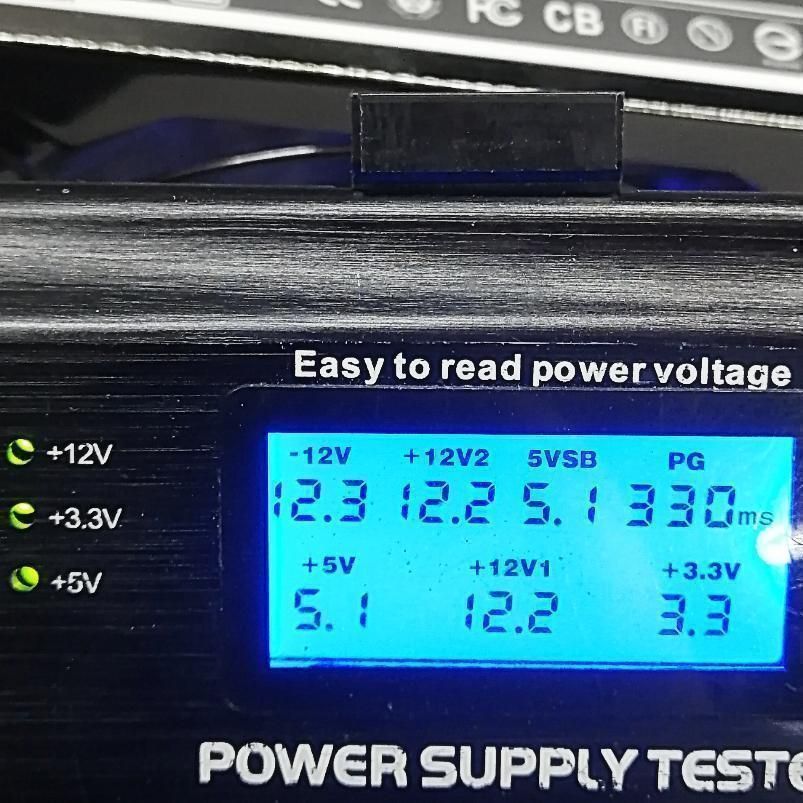 FC CB FI
Easy to read power voltage
+12V
+3.3V
+5V
-12V +12V2 5VSB PG
12.3 12.2 5.1 330ms
+5V +12V1 +3.3V
5.1 12.2 3.3
POWER SUPPLY TESTE